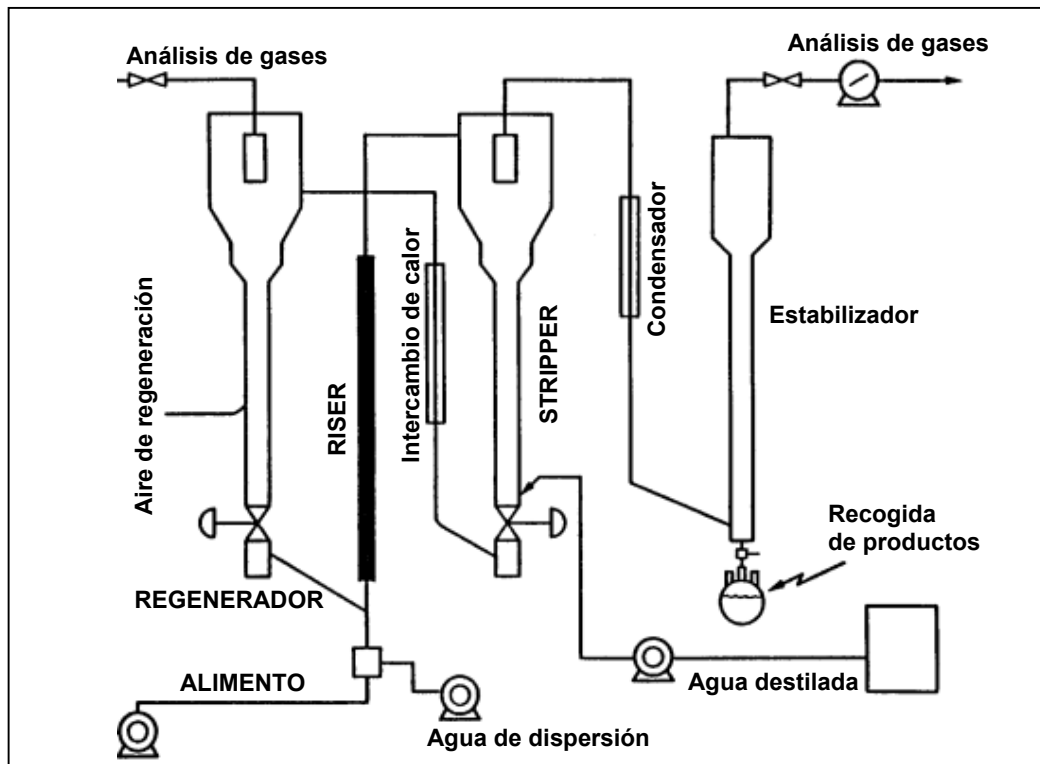 Análisis de gases
Análisis de gases
Aire de regeneración
RISER
Intercambio de calor
STRIPPER
Condensador
Estabilizador
Recogida
de productos
REGENERADOR
ALIMENTO
Agua destilada
Agua de dispersión